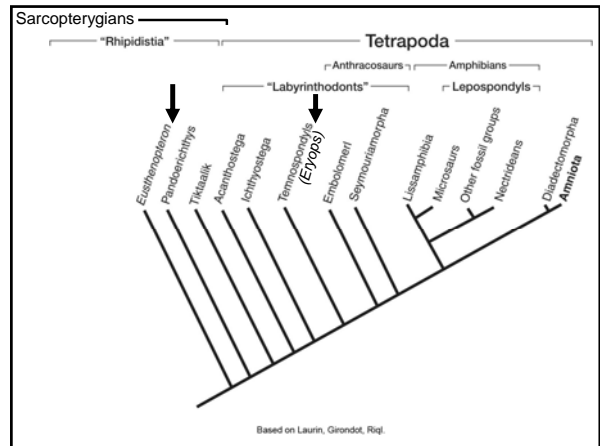 Sarcopterygians
"Rhipidistia"
Tetrapoda
Anthracosaurs
Amphibians
"Labyrinthodonts"
Lepospondyls
Eusthenopteron
Pandoerichthys
Tiktaalik
Acanthostega
Ichthyostega
Temnospondyls
(Eryops)
Embolomerl
Seymouriamorpha
Lissamphibia
Microsaurs
Other fossil groups
Nectrideans
Diadectomorpha
Amniota
Based on Laurin, Girondot, Riql.